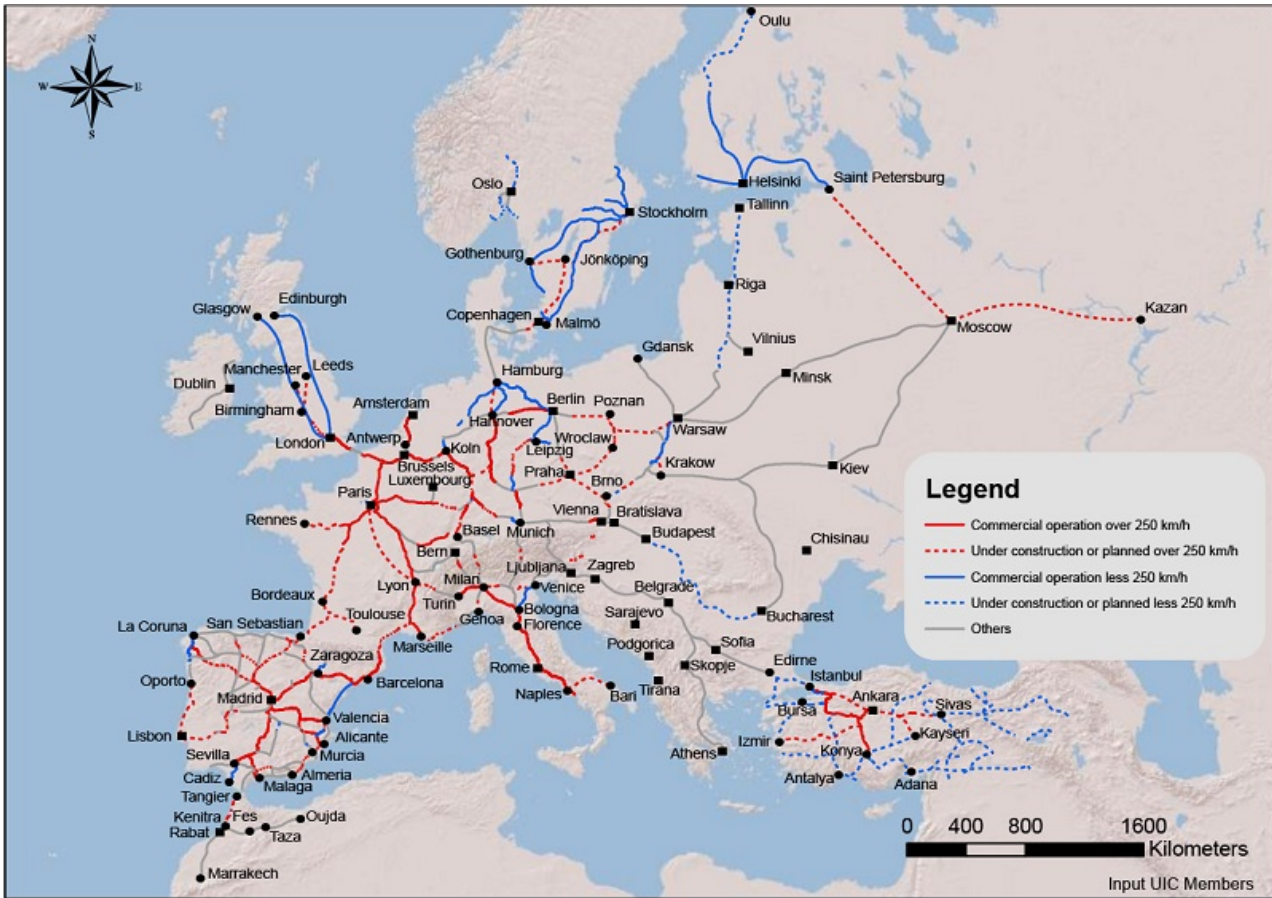 N
W E
S
Oulu
Oslo
Helsinki
Saint Petersburg
Tallinn
Stockholm
Gothenburg
Jönköping
Riga
Glasgow
Edinburgh
Copenhagen
Malmö
Moscow
Kazan
Vilnius
Gdansk
Minsk
Manchester
Leeds
Dublin
Hamburg
Birmingham
Amsterdam
Berlin
Poznan
Hannover
Warsaw
London
Antwerp
Koln
Leipzig
Wroclaw
Brussels
Luxembourg
Praha
Krakow
Kiev
Paris
Brno
Rennes
Vienna
Bratislava
Basel
Munich
Budapest
Chisinau
Bern
Ljubljana
Zagreb
Lyon
Milan
Venice
Belgrade
Turin
Bordeaux
Toulouse
Genoa
Bologna
Florence
Sarajevo
Bucharest
La Coruna
San Sebastian
Marseille
Podgorica
Sofia
Zaragoza
Skopje
Edirne
Rome
Oporto
Madrid
Barcelona
Naples
Bari
Tirana
Istanbul
Ankara
Bursa
Sivas
Valencia
Lisbon
Alicante
Izmir
Kayseri
Sevilla
Murcia
Athens
Konya
Cadiz
Almeria
Malaga
Antalya
Adana
Tangier
Kenitra
Fes
Oujda
Rabat
Taza
Marrakech
Legend
Commercial operation over 250 km/h
Under construction or planned over 250 km/h
Commercial operation less 250 km/h
Under construction or planned less 250 km/h
Others
0 400 800 1600
Kilometers
Input UIC Members